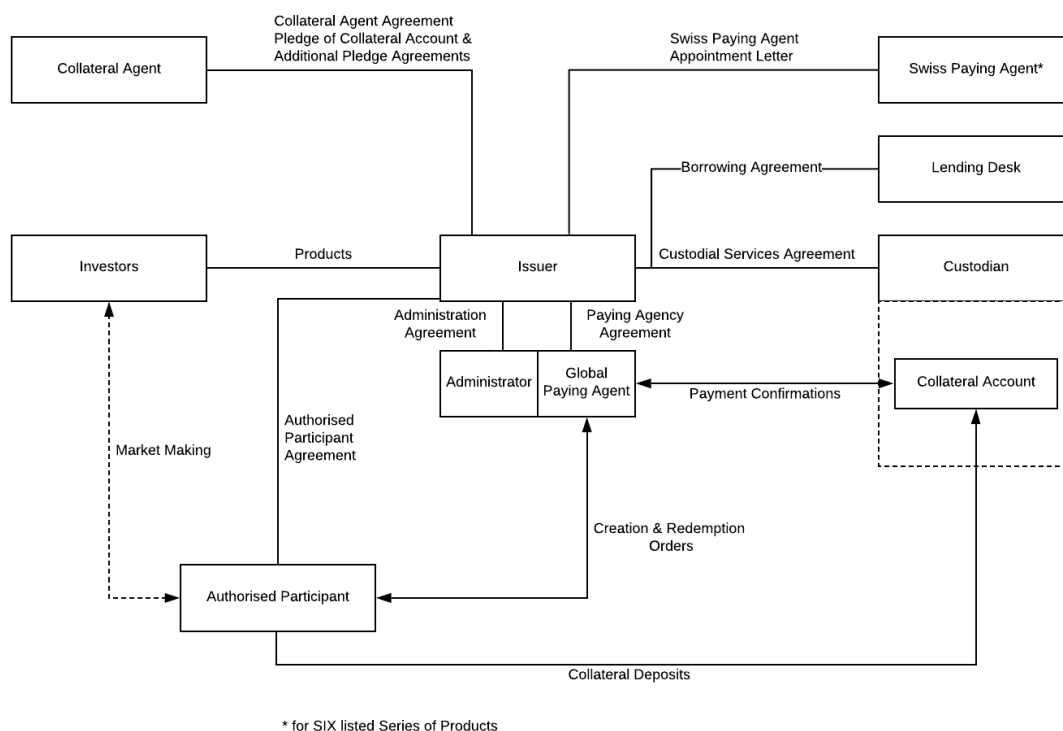 Collateral Agent Agreement
Pledge of Collateral Account &
Additional Pledge Agreements
Swiss Paying Agent
Appointment Letter
Collateral Agent
Swiss Paying Agent*
Borrowing Agreement
Lending Desk
Investors
Products
Issuer
Custodial Services Agreement
Custodian
Administration
Agreement
Paying Agency
Agreement
Administrator
Global
Paying Agent
Payment Confirmations
Collateral Account
Authorised
Participant
Agreement
Market Making
Creation & Redemption
Orders
Authorised Participant
Collateral Deposits
* for SIX listed Series of Products